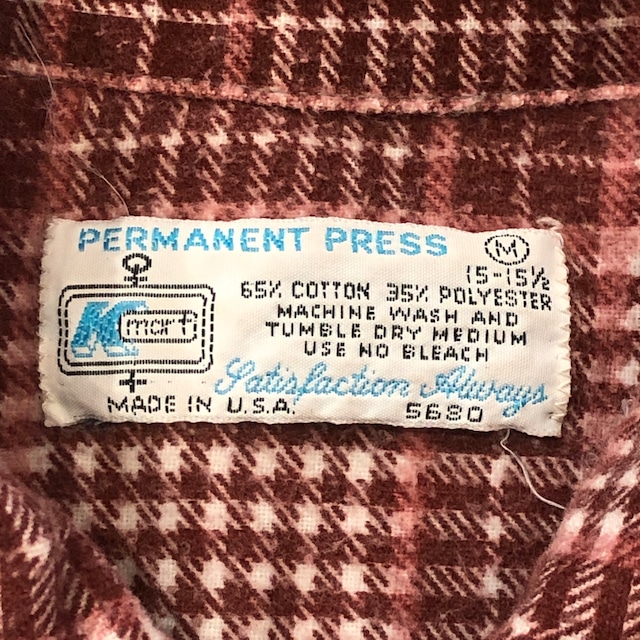 PERMANENT PRESS M
15-15½
65% COTTON 35% POLYESTER
MACHINE WASH AND
TUMBLE DRY MEDIUM
USE NO BLEACH
K mart
Satisfaction Always
MADE IN U.S.A. 5680